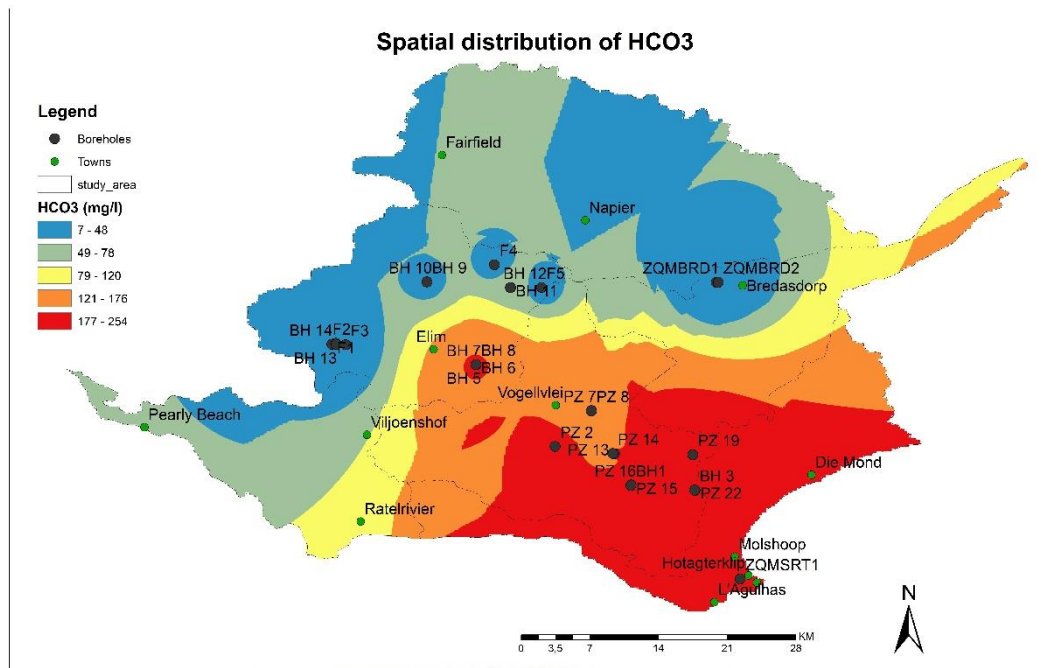 Spatial distribution of HCO3
Legend
Boreholes
Towns
study_area
HCO3 (mg/l)
7 - 48
49 - 78
79 - 120
121 - 176
177 - 254
Fairfield
Napier
F4
BH 10BH 9
BH 12F5
BH 11
ZQMBRD1 ZQMBRD2
Bredasdorp
BH 14F2F3
BH 13
Elim
BH 7BH 8
BH 6
BH 5
Vogellvlei
PZ 7PZ 8
Pearly Beach
Viljoenshof
PZ 2
PZ 13
PZ 14
PZ 19
Die Mond
PZ 16BH1
PZ 15
BH 3
PZ 22
Ratelrivier
Molshoop
Hotagterklip
ZQMSRT1
L'Agulhas
N
KM
0 3,5 7 14 21 28